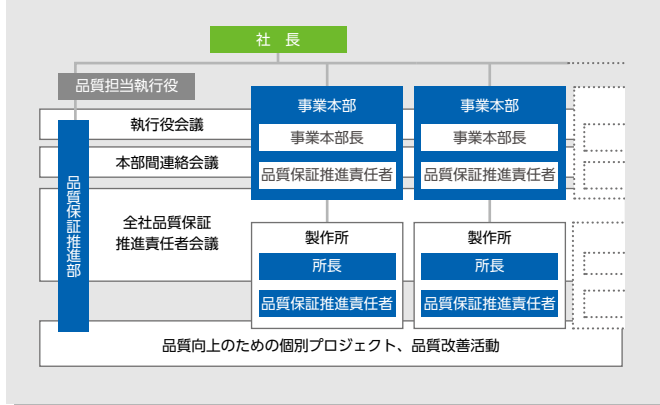 社 長
品質担当執行役
執行役会議
本部間連絡会議
全社品質保証
推進責任者会議
品質保証推進部
事業本部
事業本部長
品質保証推進責任者
製作所
所長
品質保証推進責任者
事業本部
事業本部長
品質保証推進責任者
製作所
所長
品質保証推進責任者
品質向上のための個別プロジェクト、品質改善活動